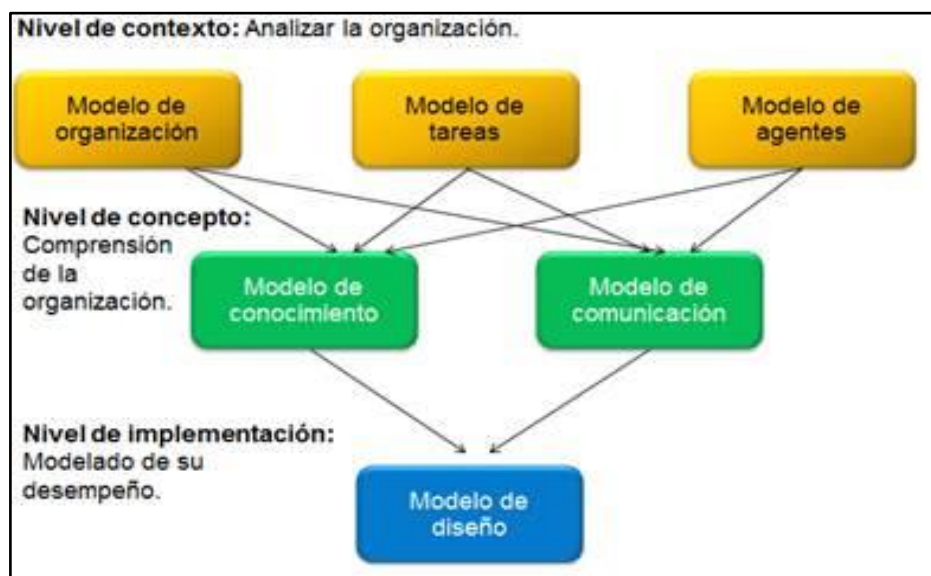 Nivel de contexto: Analizar la organización.
Modelo de
organización
Modelo de
tareas
Modelo de
agentes
Nivel de concepto:
Comprensión
de la
organización.
Modelo de
conocimiento
Modelo de
comunicación
Nivel de implementación:
Modelado de su
desempeño.
Modelo de
diseño